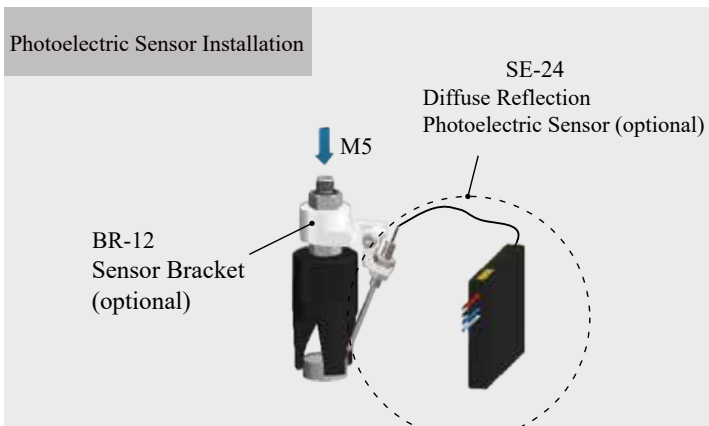 Photoelectric Sensor Installation
SE-24
Diffuse Reflection
Photoelectric Sensor (optional)
M5
BR-12
Sensor Bracket
(optional)